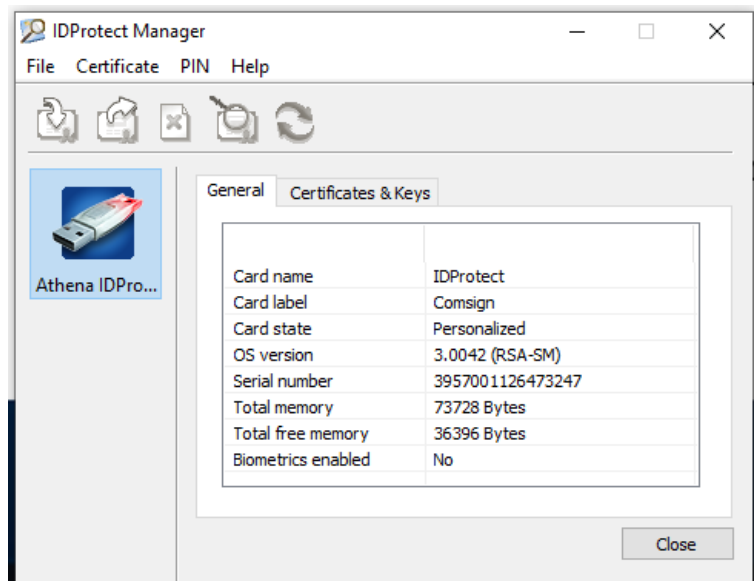 IDProtect Manager
File Certificate PIN Help
Athena IDPro...
General Certificates & Keys
Card name IDProtect
Card label Comsign
Card state Personalized
OS version 3.0042 (RSA-SM)
Serial number 3957001126473247
Total memory 73728 Bytes
Total free memory 36396 Bytes
Biometrics enabled No
Close